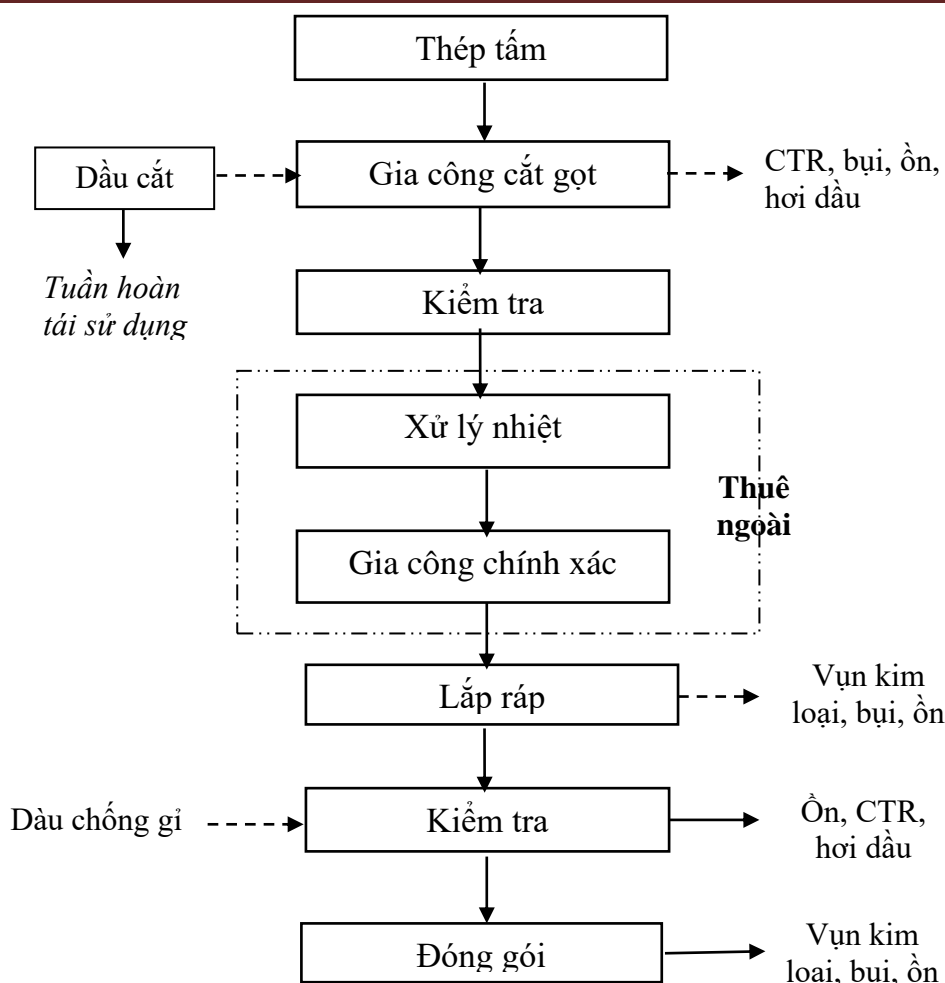 Thép tấm
Dầu cắt
Gia công cắt gọt
CTR, bụi, ồn,
hơi dầu
Tuần hoàn
tái sử dụng
Kiểm tra
Xử lý nhiệt
Thuê
ngoài
Gia công chính xác
Lắp ráp
Vụn kim
loại, bụi, ồn
Dàu chống gỉ
Kiểm tra
Ồn, CTR,
hơi dầu
Đóng gói
Vụn kim
loại, bụi, ồn